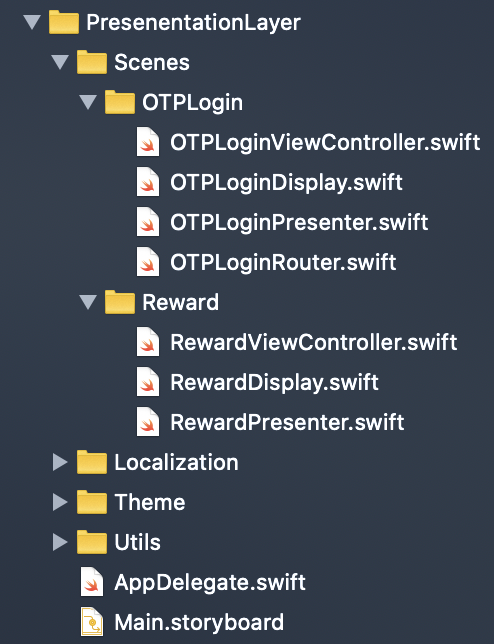 PresenentationLayer
Scenes
OTPLogin
OTPLoginViewController.swift
OTPLoginDisplay.swift
OTPLoginPresenter.swift
OTPLoginRouter.swift
Reward
RewardViewController.swift
RewardDisplay.swift
RewardPresenter.swift
Localization
Theme
Utils
AppDelegate.swift
Main.storyboard